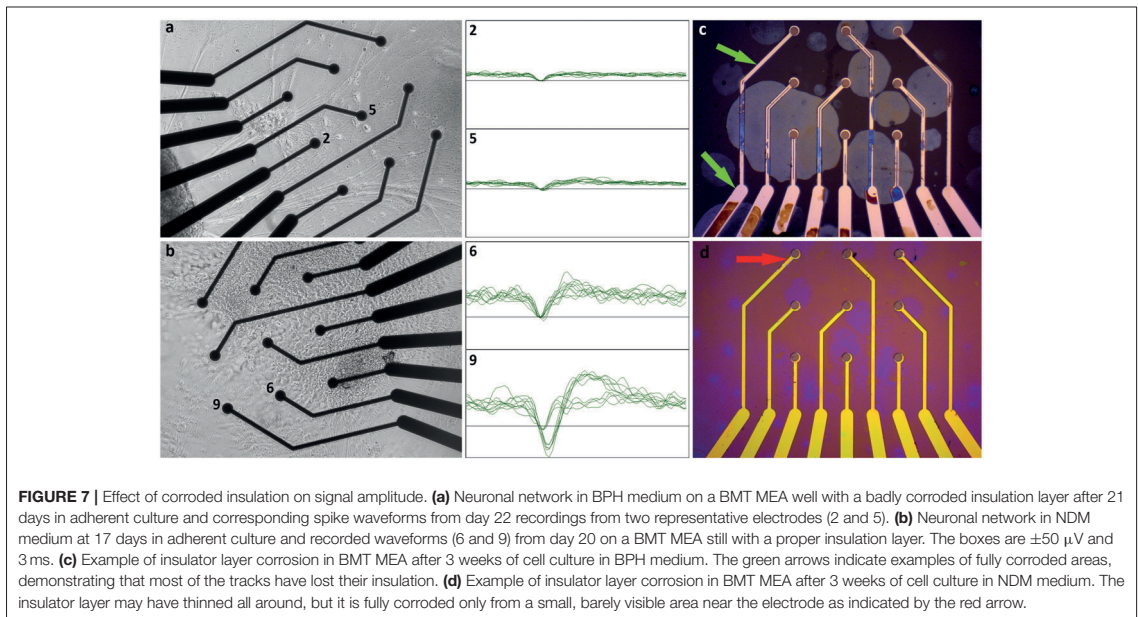 a
5
2
2
5
c
b
6
9
6
9
d
FIGURE 7 | Effect of corroded insulation on signal amplitude. (a) Neuronal network in BPH medium on a BMT MEA well with a badly corroded insulation layer after 21
days in adherent culture and corresponding spike waveforms from day 22 recordings from two representative electrodes (2 and 5). (b) Neuronal network in NDM
medium at 17 days in adherent culture and recorded waveforms (6 and 9) from day 20 on a BMT MEA still with a proper insulation layer. The boxes are ±50 μV and
3 ms. (c) Example of insulator layer corrosion in BMT MEA after 3 weeks of cell culture in BPH medium. The green arrows indicate examples of fully corroded areas,
demonstrating that most of the tracks have lost their insulation. (d) Example of insulator layer corrosion in BMT MEA after 3 weeks of cell culture in NDM medium. The
insulator layer may have thinned all around, but it is fully corroded only from a small, barely visible area near the electrode as indicated by the red arrow.